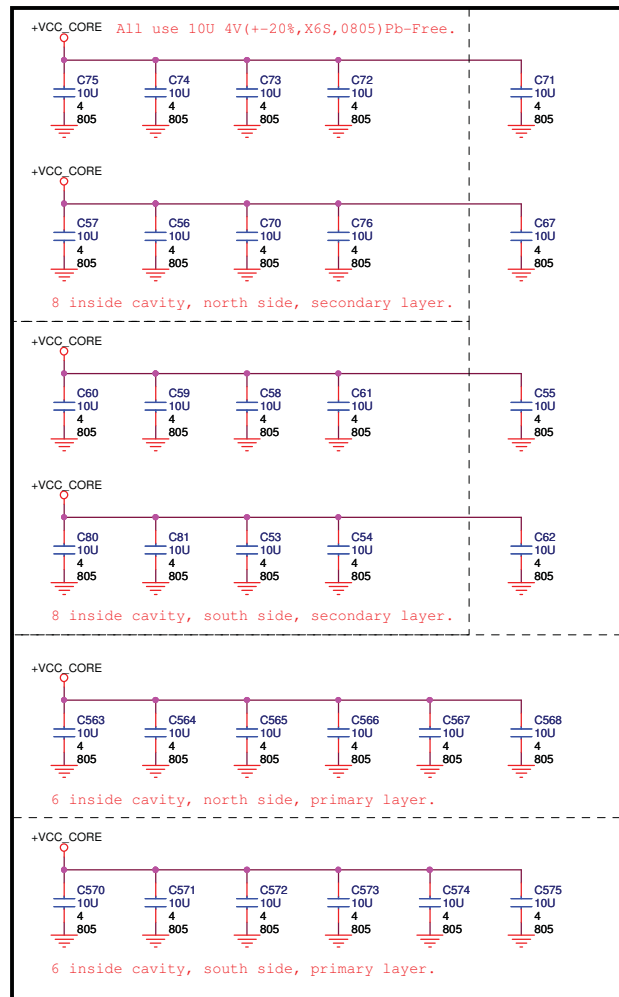 +VCC_CORE All use 10U 4V(+-20%,X6S,0805)Pb-Free.
C75 C74 C73 C72 C71
10U 10U 10U 10U 10U
4 4 4 4 4
805 805 805 805 805
+VCC_CORE
C57 C56 C70 C76 C67
10U 10U 10U 10U 10U
4 4 4 4 4
805 805 805 805 805
8 inside cavity, north side, secondary layer.
+VCC_CORE
C60 C59 C58 C61 C55
10U 10U 10U 10U 10U
4 4 4 4 4
805 805 805 805 805
+VCC_CORE
C80 C81 C53 C54 C62
10U 10U 10U 10U 10U
4 4 4 4 4
805 805 805 805 805
8 inside cavity, south side, secondary layer.
+VCC_CORE
C563 C564 C565 C566 C567 C568
10U 10U 10U 10U 10U 10U
4 4 4 4 4 4
805 805 805 805 805 805
6 inside cavity, north side, primary layer.
+VCC_CORE
C570 C571 C572 C573 C574 C575
10U 10U 10U 10U 10U 10U
4 4 4 4 4 4
805 805 805 805 805 805
6 inside cavity, south side, primary layer.